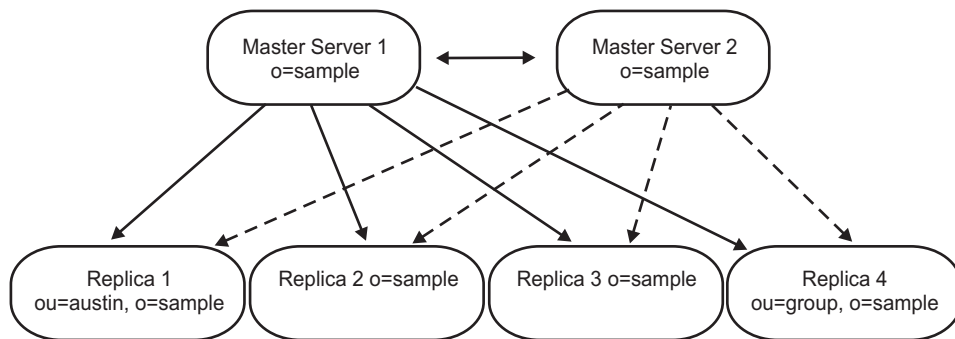 Master Server 1
o=sample
Master Server 2
o=sample
Replica 1
ou=austin, o=sample
Replica 2 o=sample
Replica 3 o=sample
Replica 4
ou=group, o=sample